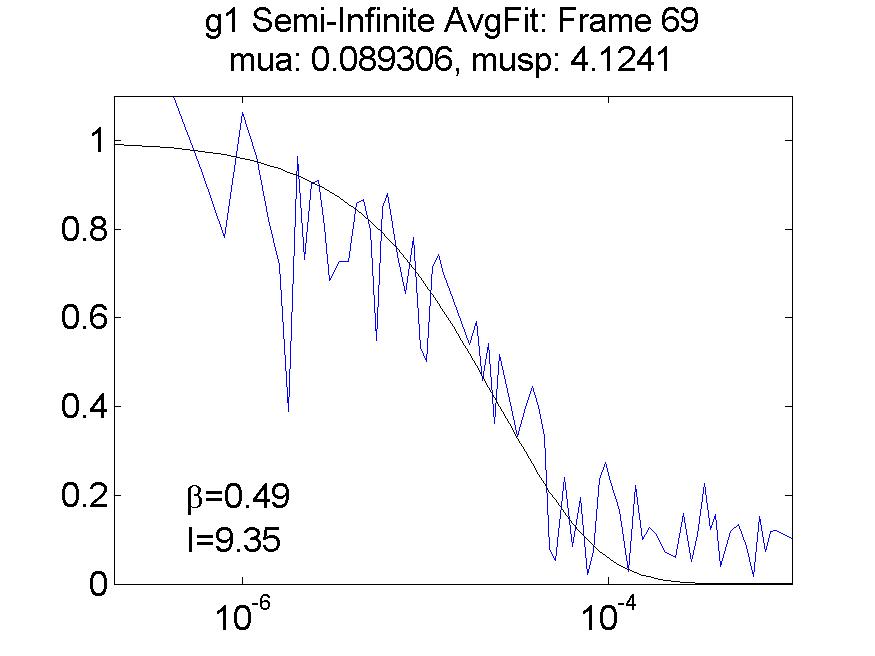 g1 Semi-Infinite AvgFit: Frame 69
mua: 0.089306, musp: 4.1241
1
0.8
0.6
0.4
0.2
0
β=0.49
I=9.35
10^-6
10^-4